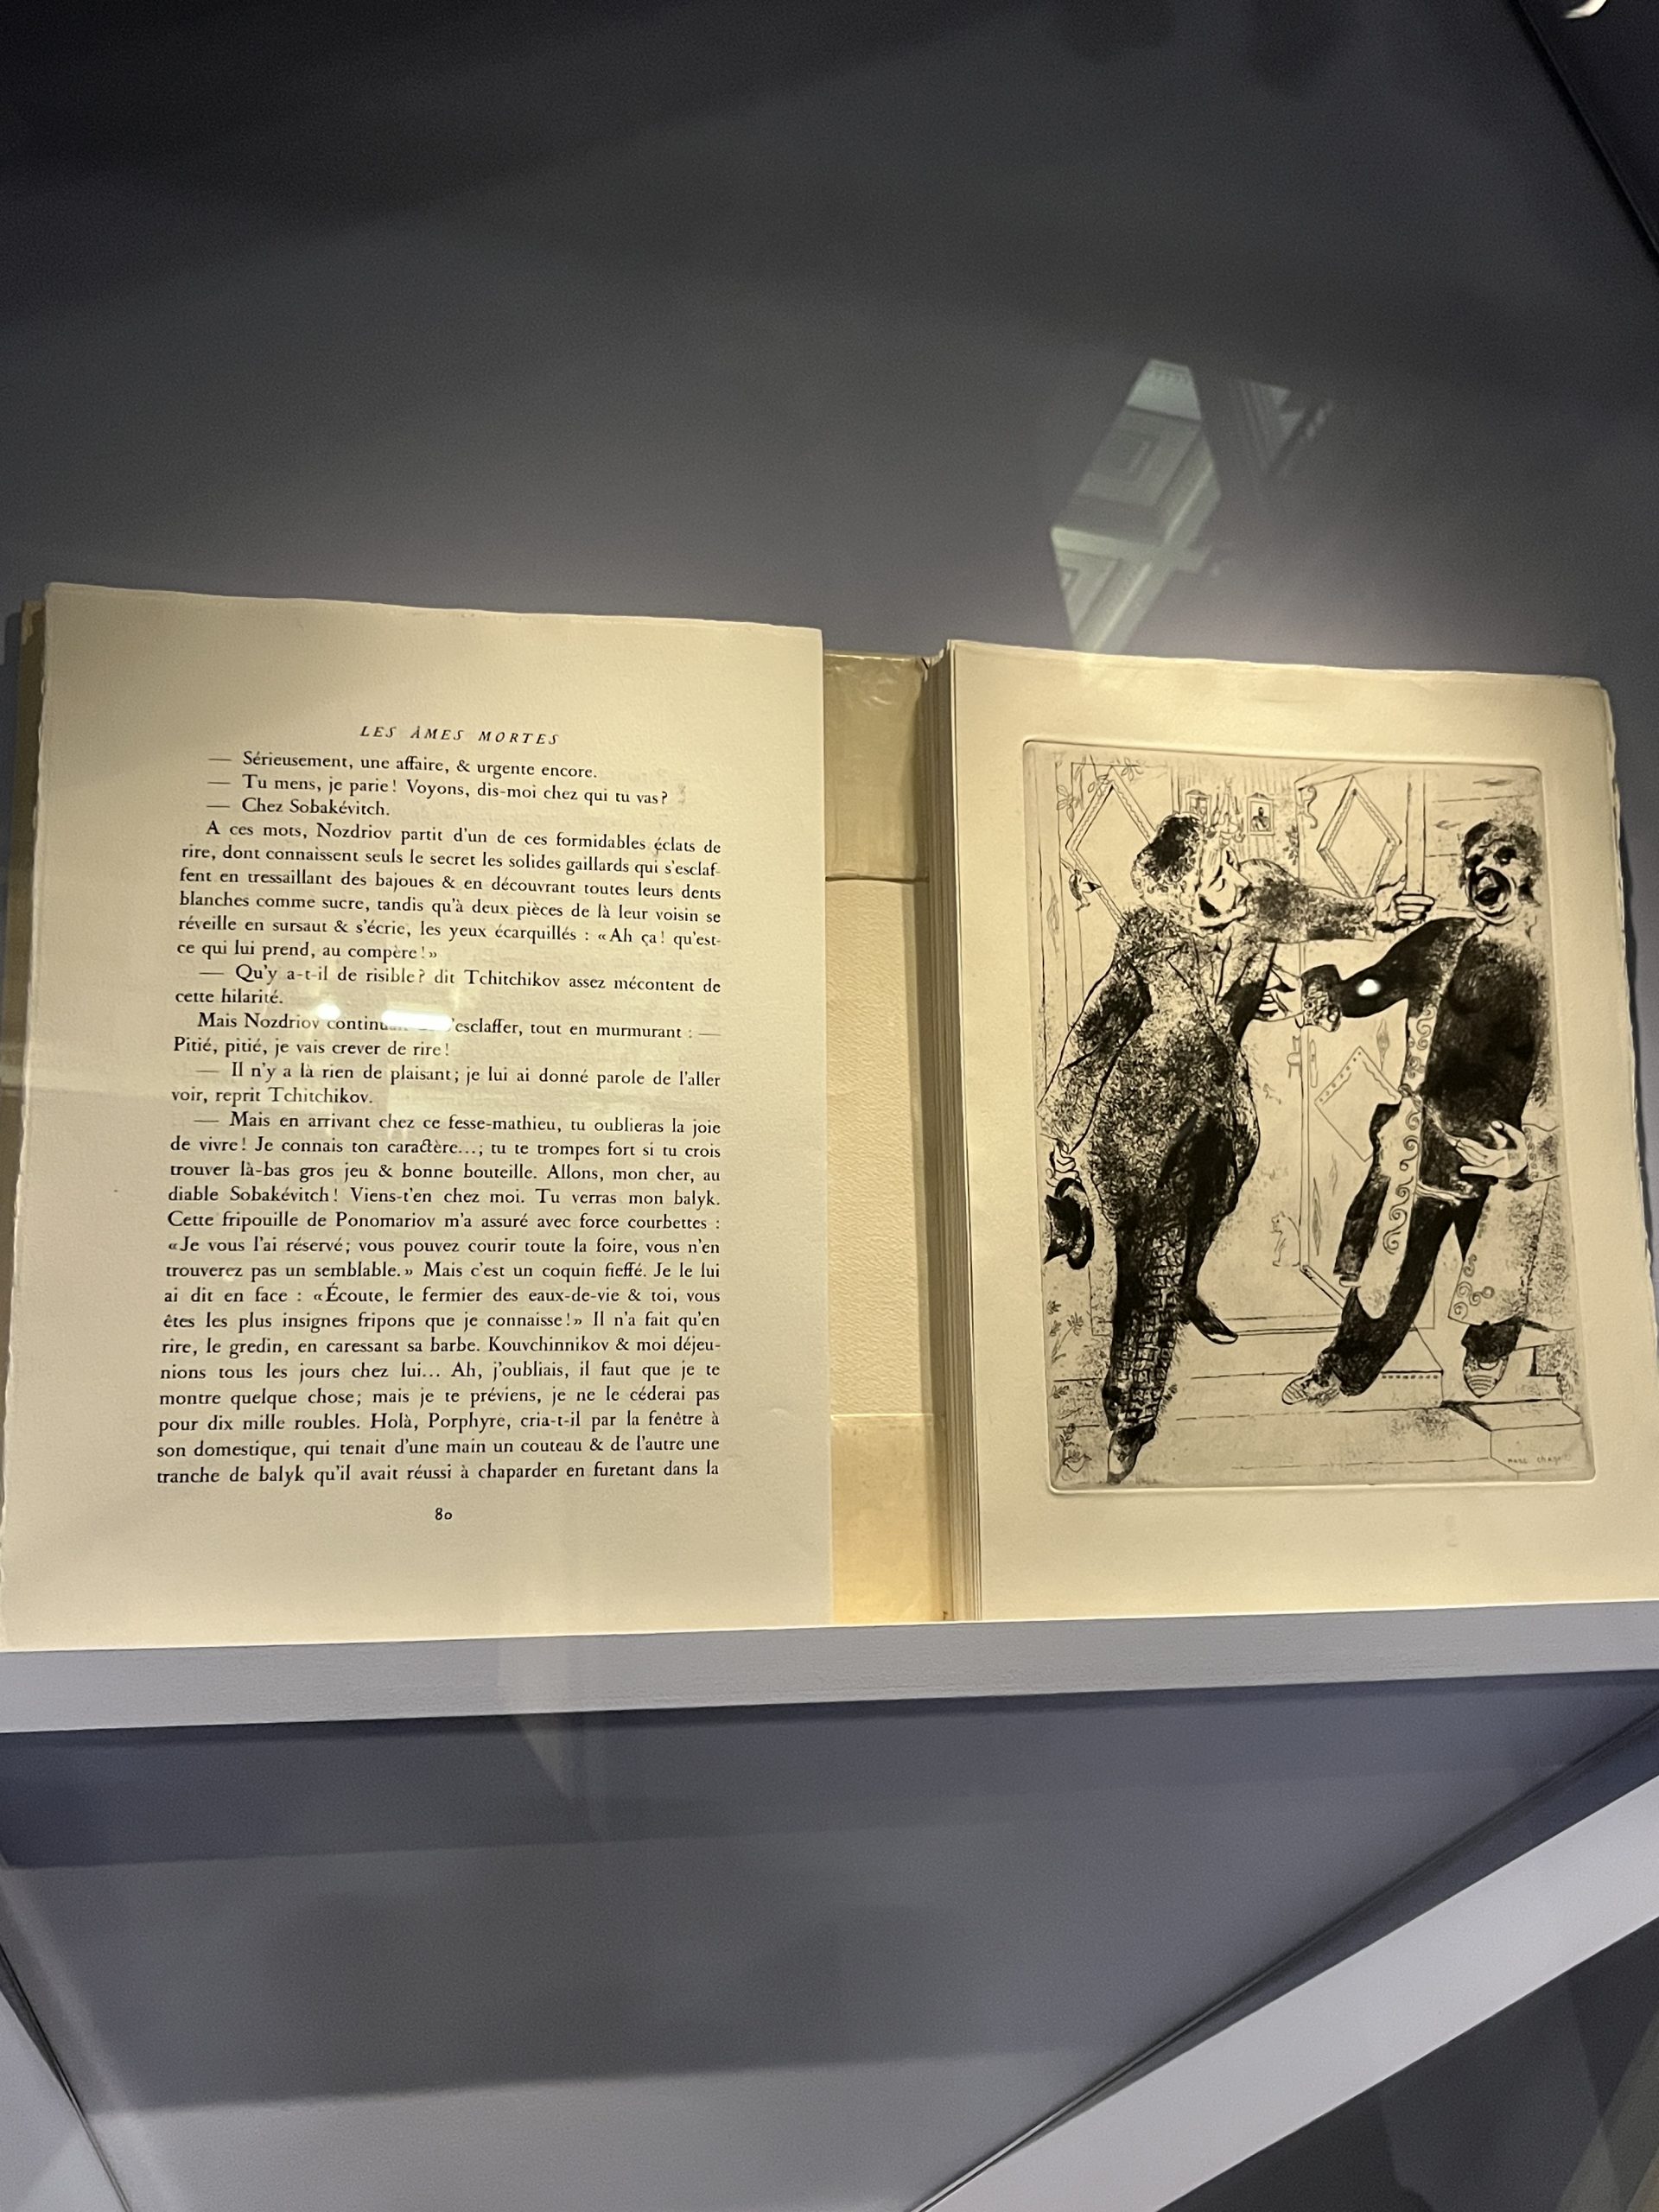 LES ÂMES MORTES
— Sérieusement, une affaire, & urgente encore.
— Tu mens, je parie! Voyons, dis-moi chez qui tu vas?
— Chez Sobakévitch.
A ces mots, Nozdriov partit d'un de ces formidables éclats de
rire, dont connaissent seuls le secret les solides gaillards qui s'esclaf-
fent en tressaillant des bajoues & en découvrant toutes leurs dents
blanches comme sucre, tandis qu'à deux pièces de là leur voisin se
réveille en sursaut & s'écrie, les yeux écarquillés : «Ah ça! qu'est-
ce qui lui prend, au compère!»
— Qu'y a-t-il de risible? dit Tchitchikov assez mécontent de
cette hilarité.
Mais Nozdriov s'esclaffer, tout en murmurant : —
Pitié, pitié, je vais crever de rire!
— Il n'y a là rien de plaisant; je lui ai donné parole de l'aller
voir, reprit Tchitchikov.
— Mais en arrivant chez ce fesse-mathieu, tu oublieras la joie
de vivre! Je connais ton caractère...; tu te trompes fort si tu crois
trouver là-bas gros jeu & bonne bouteille. Allons, mon cher, au
diable Sobakévitch! Viens-t'en chez moi. Tu verras mon balyk.
Cette fripouille de Ponomariov m'a assuré avec force courbettes :
«Je vous l'ai réservé; vous pouvez courir toute la foire, vous n'en
trouverez pas un semblable.» Mais c'est un coquin fieffé. Je le lui
ai dit en face : «Écoute, le fermier des eaux-de-vie & toi, vous
êtes les plus insignes fripons que je connaisse!» Il n'a fait qu'en
rire, le gredin, en caressant sa barbe. Kouvchinnikov & moi déjeu-
nions tous les jours chez lui... Ah, j'oubliais, il faut que je te
montre quelque chose; mais je te préviens, je ne le céderai pas
pour dix mille roubles. Holà, Porphyre, cria-t-il par la fenêtre à
son domestique, qui tenait d'une main un couteau & de l'autre une
tranche de balyk qu'il avait réussi à chaparder en furetant dans la
80
Marc